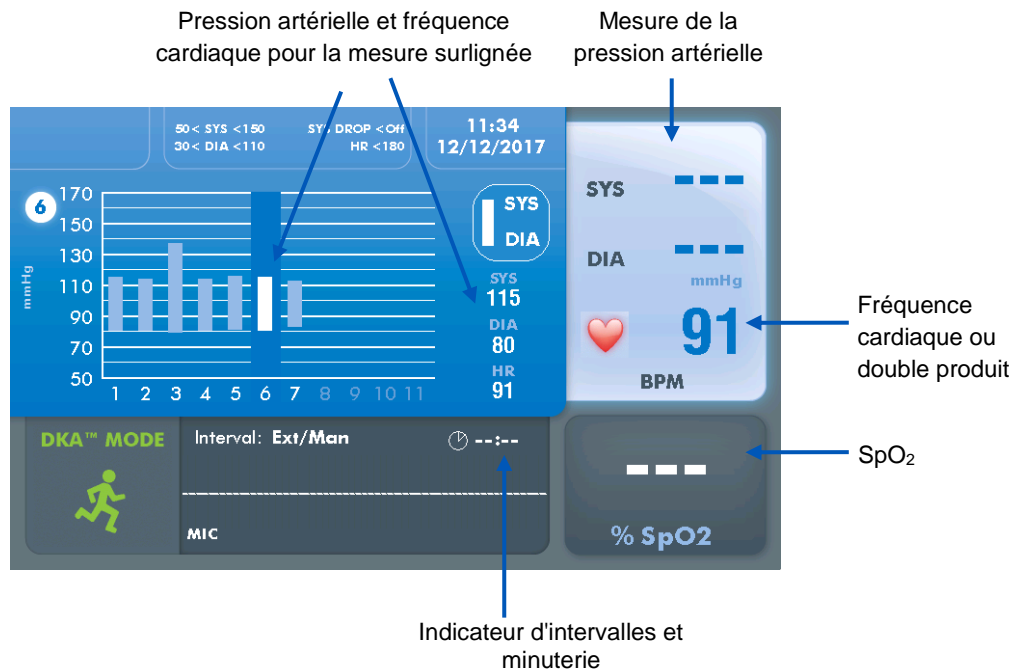 Pression artérielle et fréquence
cardiaque pour la mesure surlignée
Mesure de la
pression artérielle
50< SYS <150 SYS DROP <Off
30< DIA <110 HR <180
11:34
12/12/2017
6
mmHg
170
150
130
110
90
70
50
1 2 3 4 5 6 7 8 9 10 11
SYS
DIA
SYS
115
DIA
80
HR
91
SYS ---
DIA ---
mmHg
91
BPM
Fréquence
cardiaque ou
double produit
DKA™ MODE
Interval: Ext/Man --:--
MIC
---
% SpO2
SpO2
Indicateur d'intervalles et
minuterie